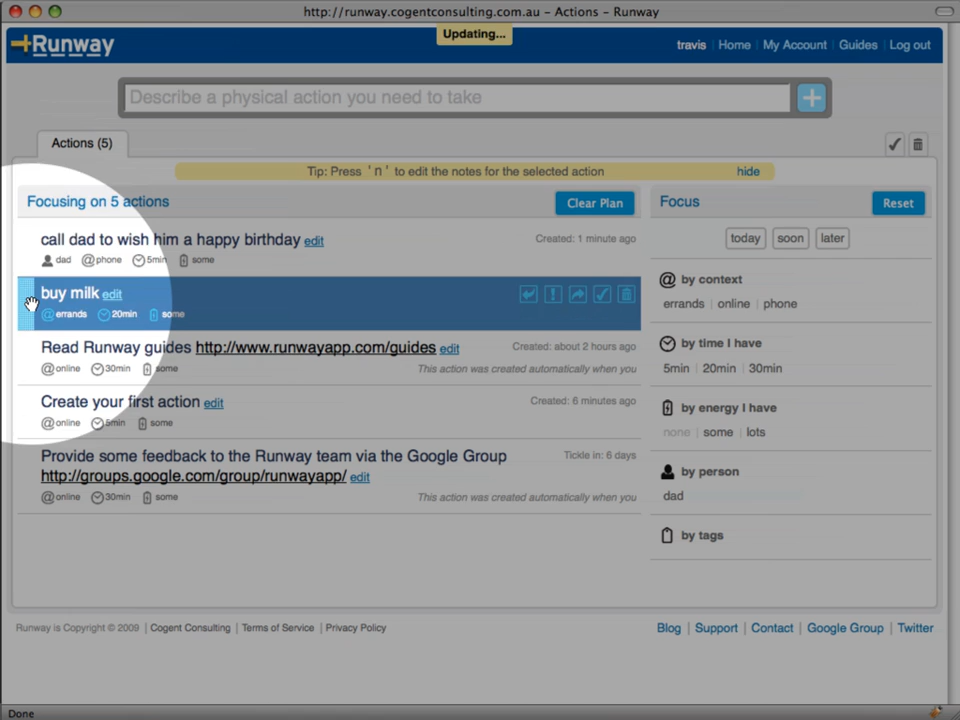 http://runway.cogentconsulting.com.au – Actions – Runway
Updating...
Runway
travis Home My Account Guides Log out
Describe a physical action you need to take
Actions (5)
Tip: Press 'n' to edit the notes for the selected action hide
Focusing on 5 actions Clear Plan
call dad to wish him a happy birthday edit Created: 1 minute ago
dad @phone 5min some
buy milk edit
@errands 20min some
Read Runway guides http://www.runwayapp.com/guides edit Created: about 2 hours ago
@online 30min some This action was created automatically when you
Create your first action edit Created: 6 minutes ago
@online 5min some
Provide some feedback to the Runway team via the Google Group Tickle in: 6 days
http://groups.google.com/group/runwayapp/ edit
@online 30min some This action was created automatically when you
Focus Reset
today soon later
@ by context
errands | online | phone
by time I have
5min | 20min | 30min
by energy I have
none | some | lots
by person
dad
by tags
Runway is Copyright © 2009 | Cogent Consulting | Terms of Service | Privacy Policy
Blog | Support | Contact | Google Group | Twitter
Done